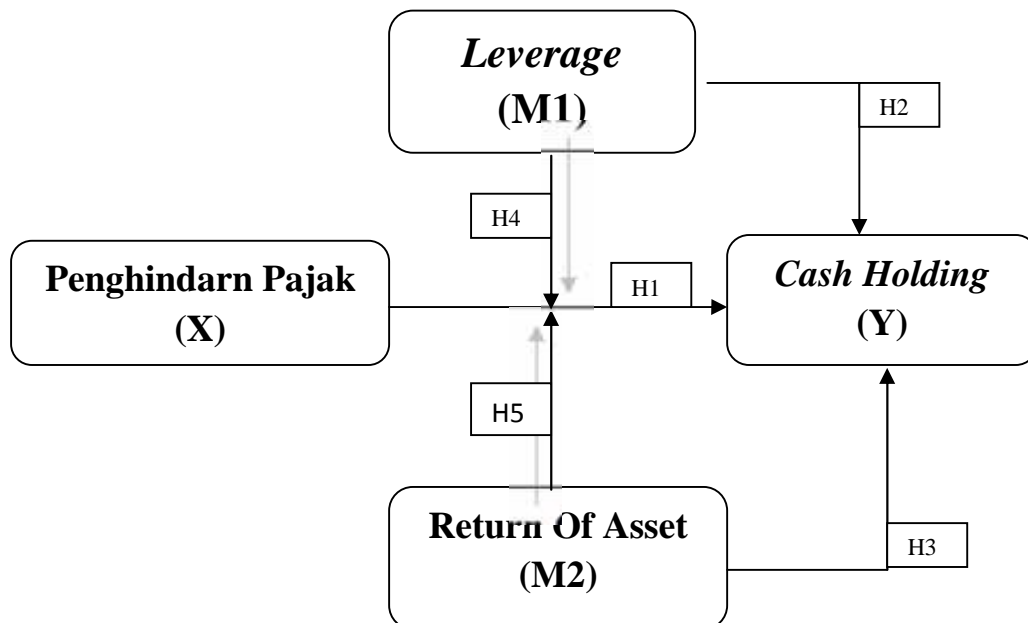 Leverage
(M1)
H2
H4
Penghindarn Pajak
(X)
H1
Cash Holding
(Y)
H5
Return Of Asset
(M2)
H3